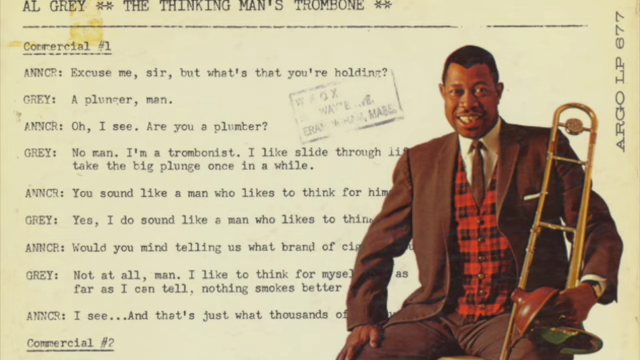 AL GREY ** THE THINKING MAN'S TROMBONE **
ARGO LP 677
Commercial #1
ANNCR: Excuse me, sir, but what's that you're holding?
GREY: A plunger, man.
ANNCR: Oh, I see. Are you a plumber?
GREY: No man. I'm a trombonist. I like slide through
take the big plunge once in a while.
ANNCR: You sound like a man who likes to think for
GREY: Yes, I do sound like a man who likes to
ANNCR: Would you mind telling us what brand of
GREY: Not at all, man. I like to think for as
far as I can tell, nothing smokes better
ANNCR: I see...And that's just what thousands of
Commercial #2
MASS.